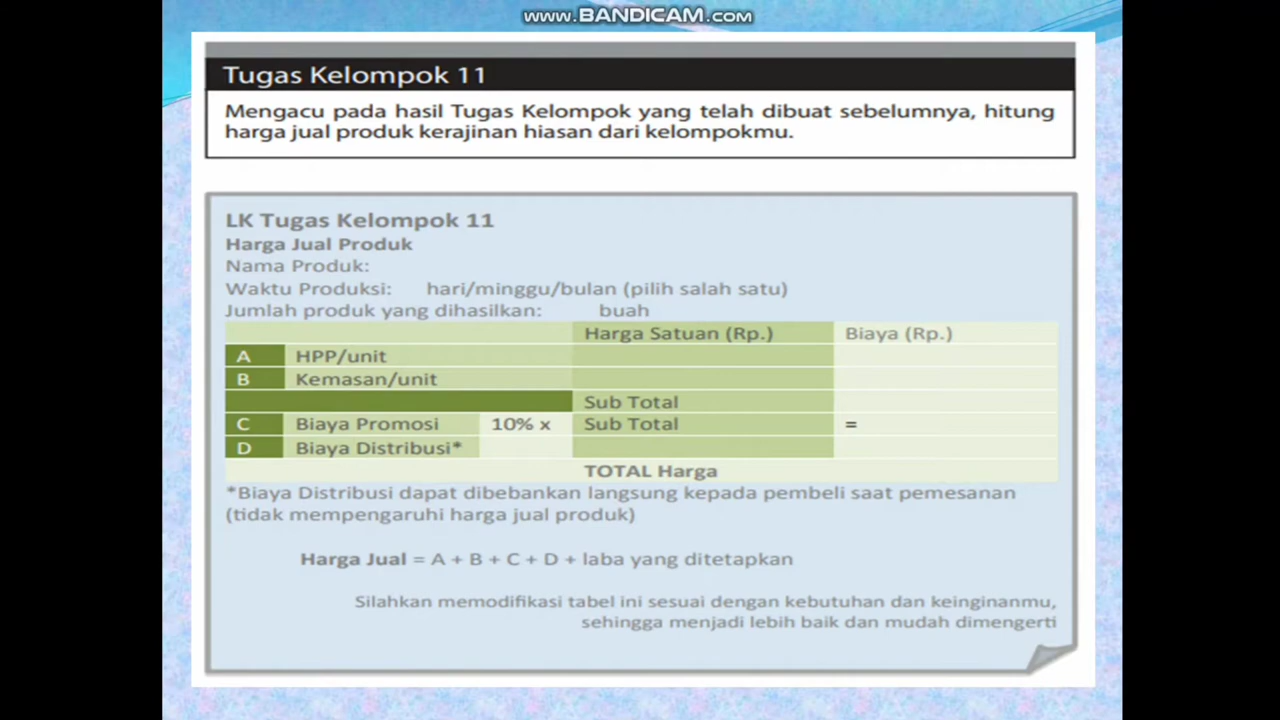 www.BANDICAM.com
Tugas Kelompok 11
Mengacu pada hasil Tugas Kelompok yang telah dibuat sebelumnya, hitung
harga jual produk kerajinan hiasan dari kelompokmu.
LK Tugas Kelompok 11
Harga Jual Produk
Nama Produk:
Waktu Produksi: hari/minggu/bulan (pilih salah satu)
Jumlah produk yang dihasilkan: buah
Harga Satuan (Rp.) Biaya (Rp.)
A HPP/unit
B Kemasan/unit
Sub Total
C Biaya Promosi 10% x Sub Total =
D Biaya Distribusi*
TOTAL Harga
*Biaya Distribusi dapat dibebankan langsung kepada pembeli saat pemesanan
(tidak mempengaruhi harga jual produk)
Harga Jual = A + B + C + D + laba yang ditetapkan
Silahkan memodifikasi tabel ini sesuai dengan kebutuhan dan keinginanmu,
sehingga menjadi lebih baik dan mudah dimengerti